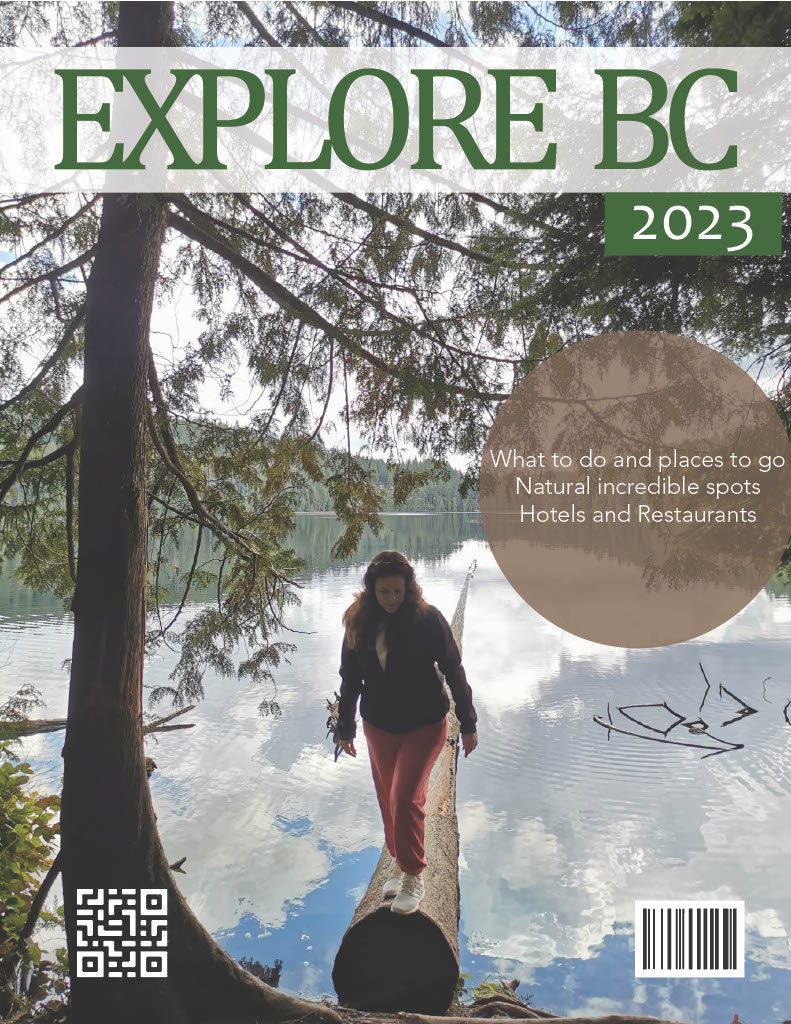 EXPLORE BC
2023
What to do and places to go
Natural incredible spots
Hotels and Restaurants